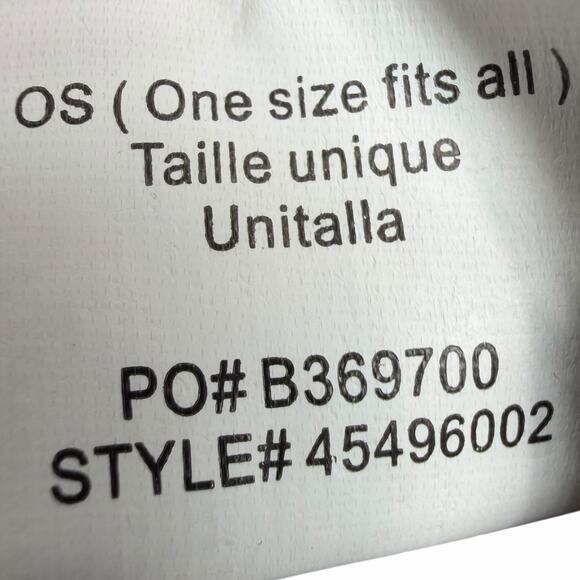 OS ( One size fits all )
Taille unique
Unitalla
PO# B369700
STYLE# 45496002